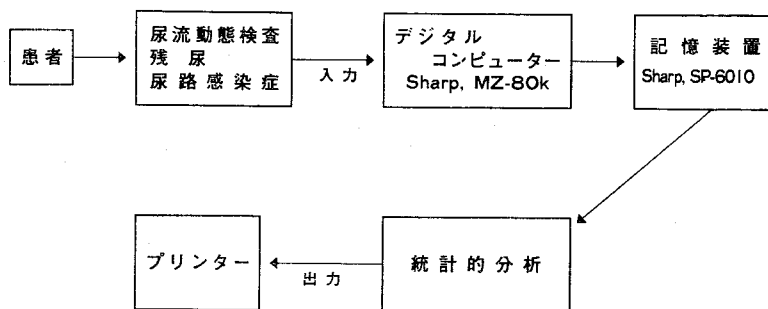 患者
尿流動態検査
残尿
尿路感染症
入力
デジタル
コンピューター
Sharp, MZ-80k
記憶装置
Sharp, SP-6010
プリンター
出力
統計的分析